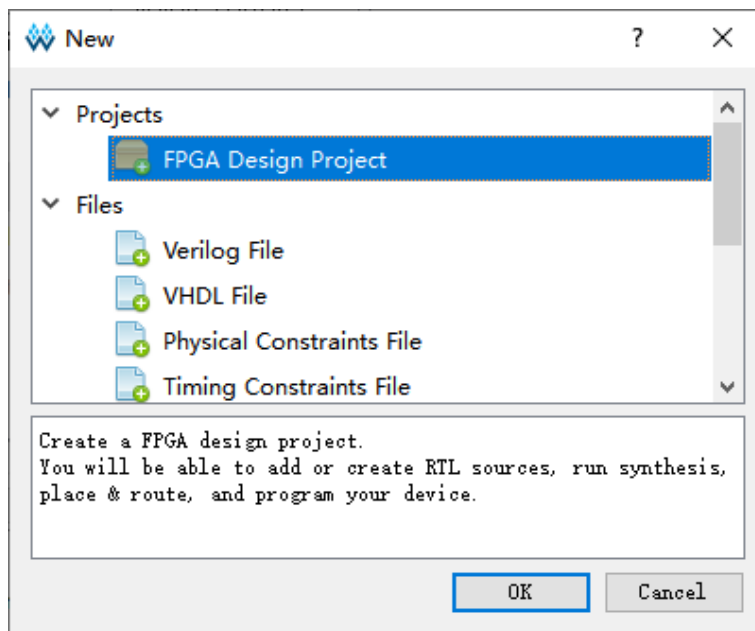 New
?
Projects
FPGA Design Project
Files
Verilog File
VHDL File
Physical Constraints File
Timing Constraints File
Create a FPGA design project.
You will be able to add or create RTL sources, run synthesis,
place & route, and program your device.
OK
Cancel